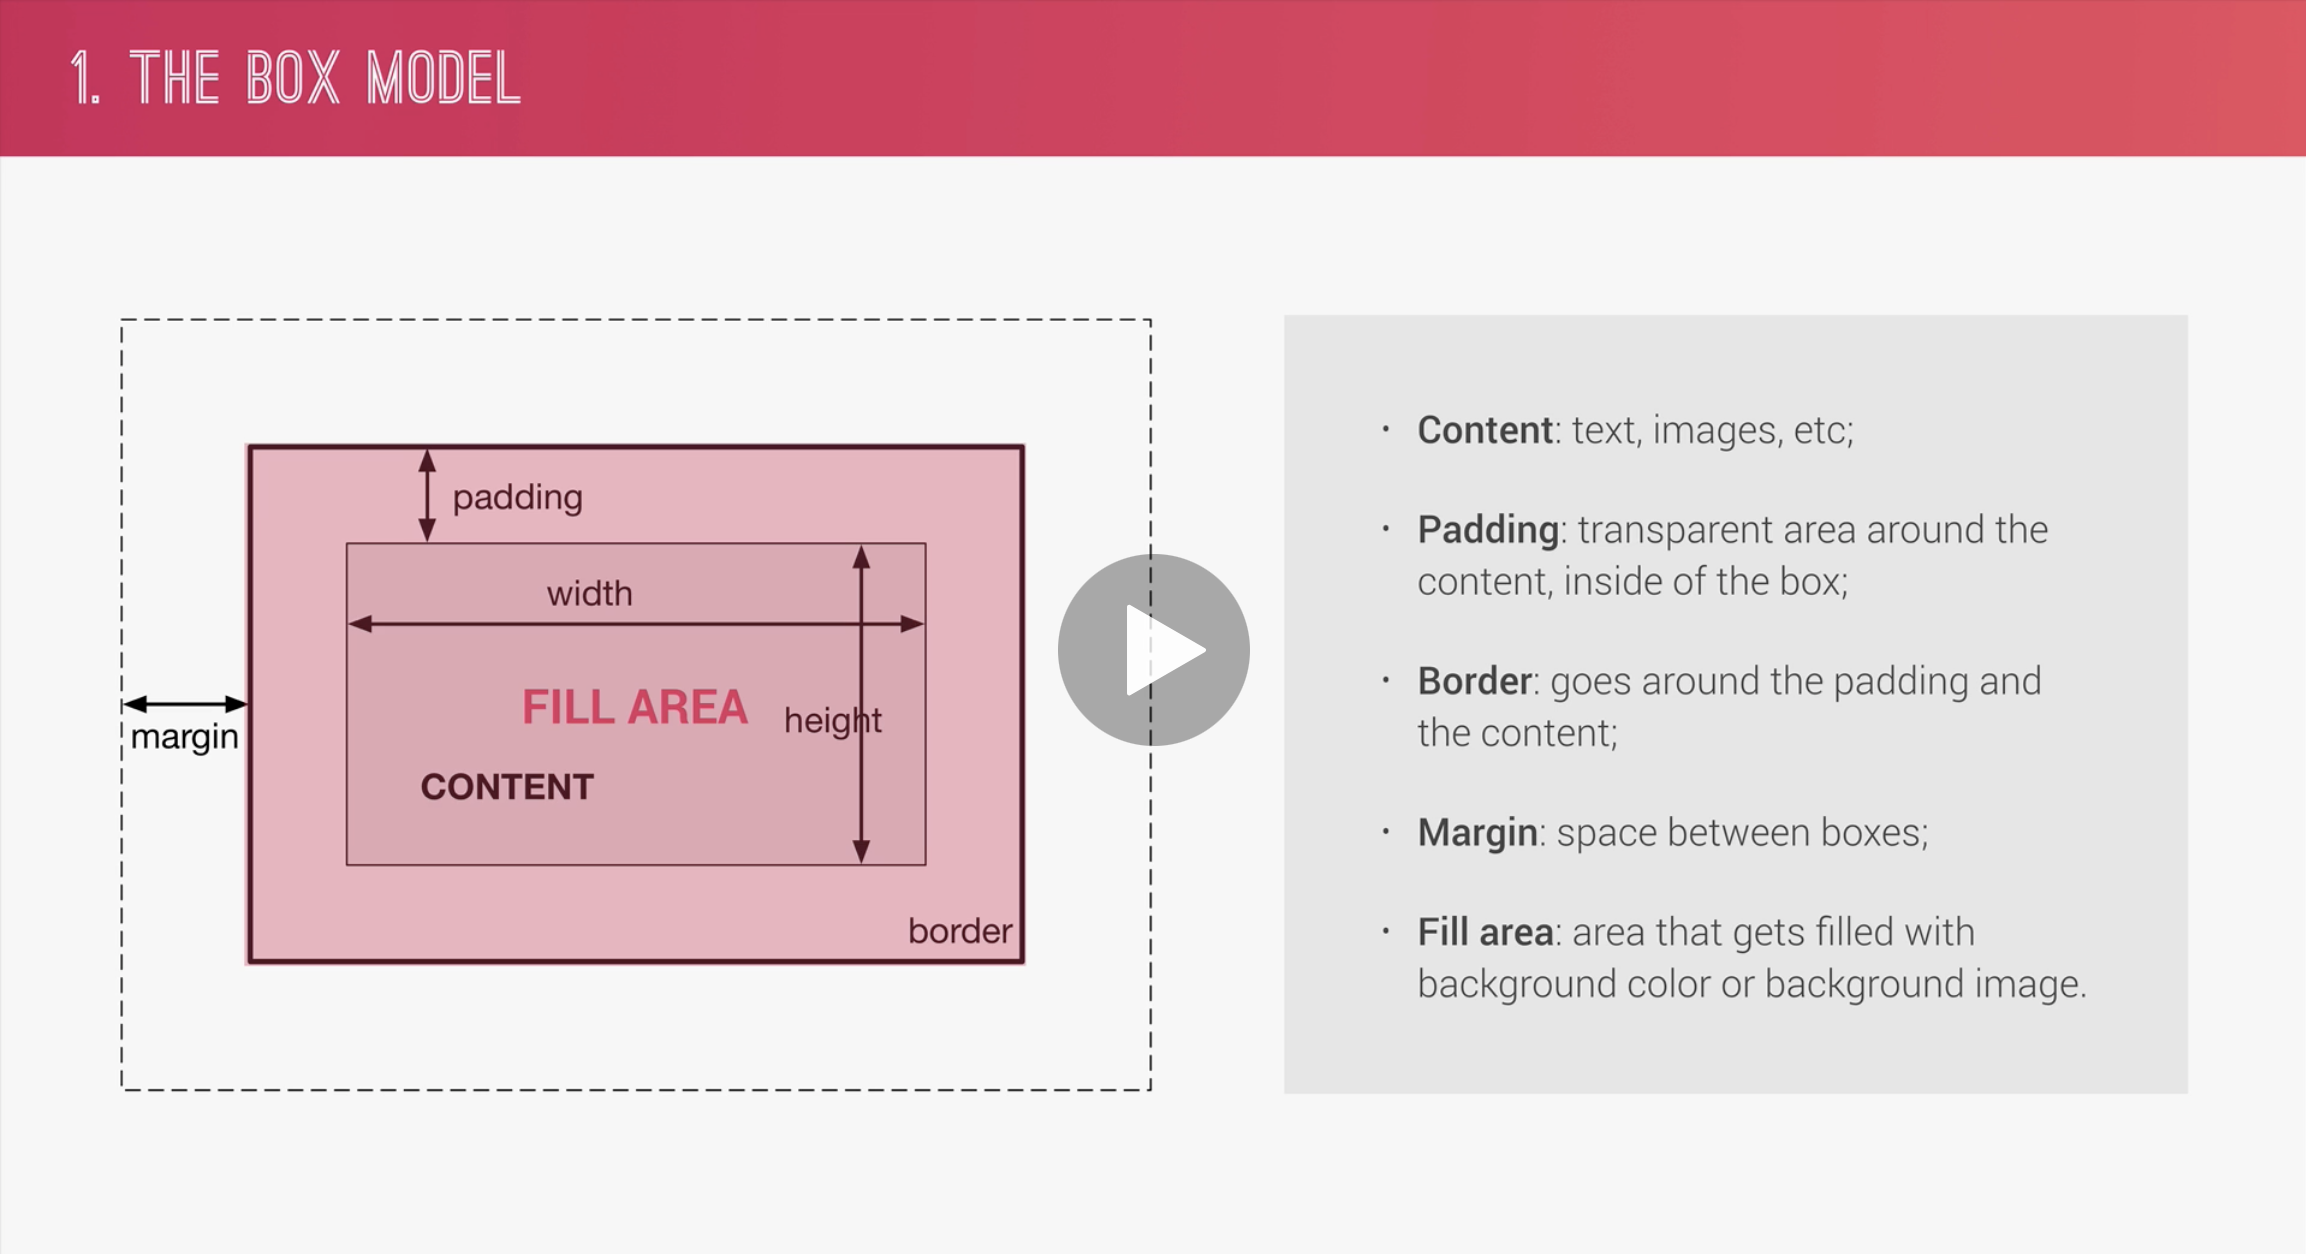 1. THE BOX MODEL
padding
width
FILL AREA
height
margin
CONTENT
border
• Content: text, images, etc;
• Padding: transparent area around the
content, inside of the box;
• Border: goes around the padding and
the content;
• Margin: space between boxes;
• Fill area: area that gets filled with
background color or background image.